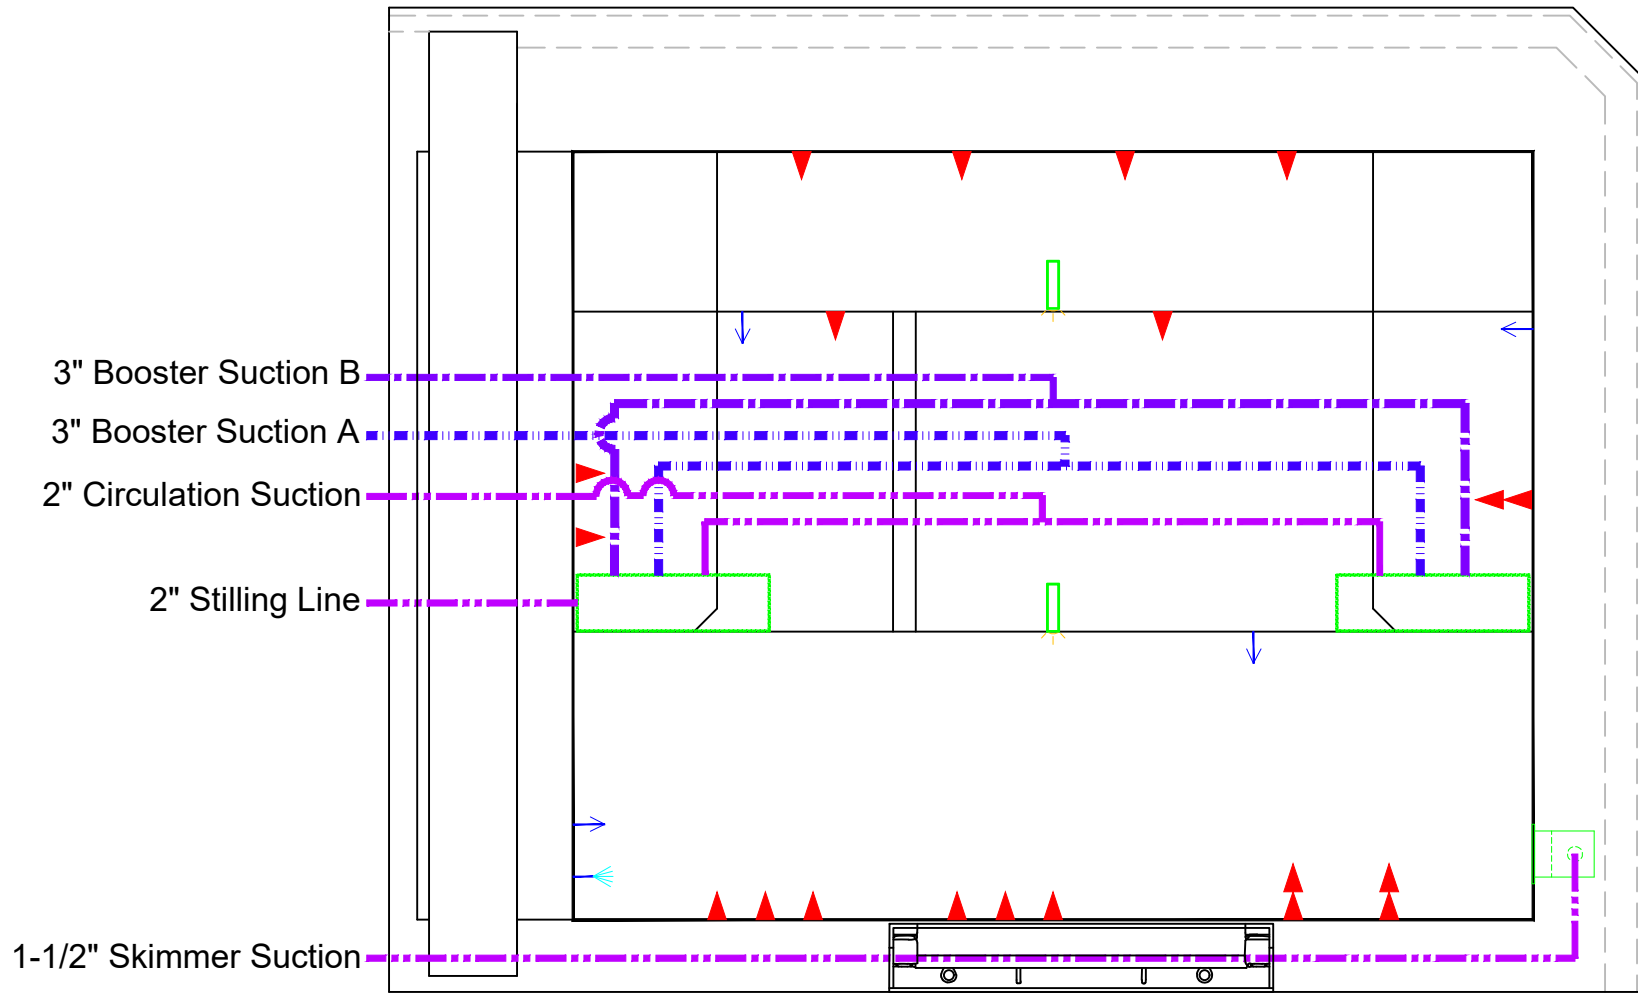 3" Booster Suction B
3" Booster Suction A
2" Circulation Suction
2" Stilling Line
1-1/2" Skimmer Suction